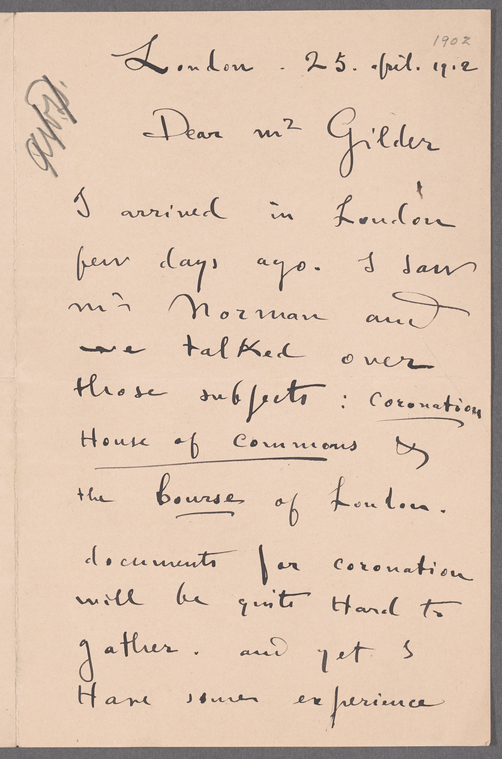 1902
London . 25. april. 1902
Dear Mr Gilder
I arrived in London
few days ago. I saw
Mr Norman and
we talked over
those subjects : coronation
House of commons &
the bourse of London.
documents for coronation
will be quite Hard to
gather. and yet I
Have some experience